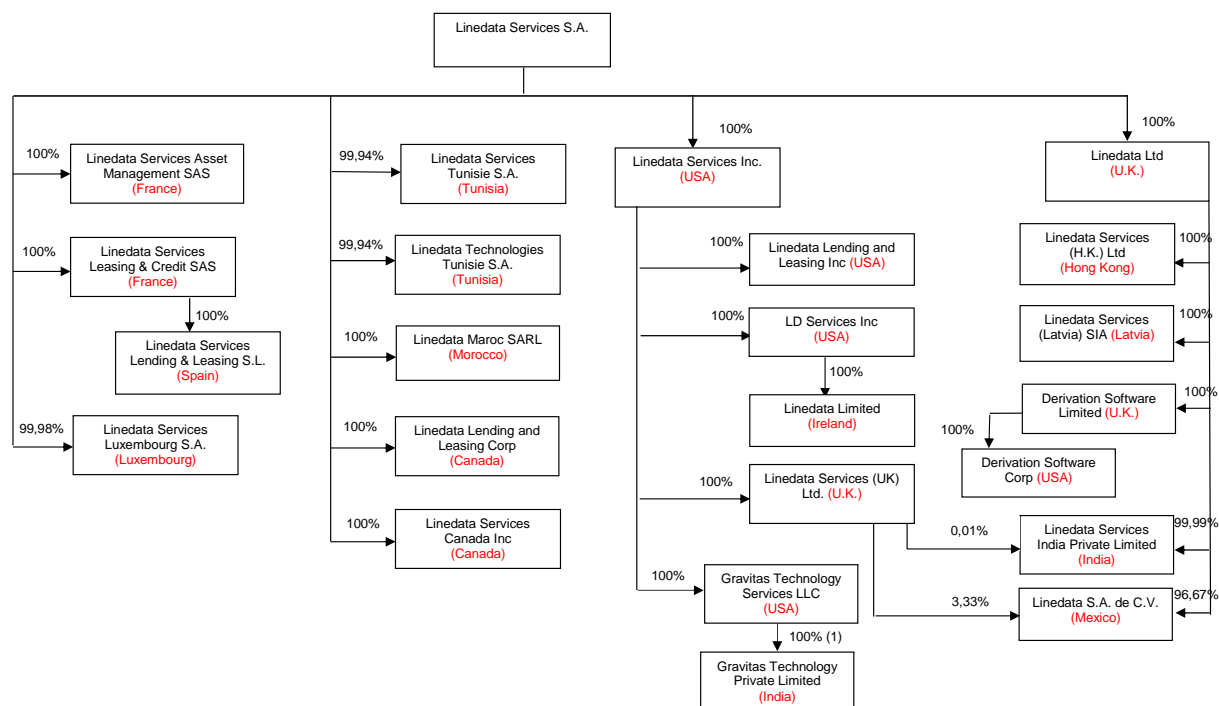 Linedata Services S.A.
100%
Linedata Services Asset
Management SAS
(France)
100%
Linedata Services
Leasing & Credit SAS
(France)
100%
Linedata Services
Lending & Leasing S.L.
(Spain)
99,98%
Linedata Services
Luxembourg S.A.
(Luxembourg)
99,94%
Linedata Services
Tunisie S.A.
(Tunisia)
99,94%
Linedata Technologies
Tunisie S.A.
(Tunisia)
100%
Linedata Maroc SARL
(Morocco)
100%
Linedata Lending and
Leasing Corp
(Canada)
100%
Linedata Services
Canada Inc
(Canada)
100%
Linedata Services Inc.
(USA)
100%
Linedata Lending and
Leasing Inc (USA)
100%
LD Services Inc
(USA)
100%
Linedata Limited
(Ireland)
100%
Linedata Services (UK)
Ltd. (U.K.)
100%
Gravitas Technology
Services LLC
(USA)
100% (1)
Gravitas Technology
Private Limited
(India)
100%
Linedata Ltd
(U.K.)
Linedata Services
(H.K.) Ltd
(Hong Kong)
100%
Linedata Services
(Latvia) SIA (Latvia)
100%
Derivation Software
Limited (U.K.)
100%
100%
Derivation Software
Corp (USA)
0,01%
Linedata Services
India Private Limited
(India)
99,99%
3,33%
Linedata S.A. de C.V.
(Mexico)
96,67%